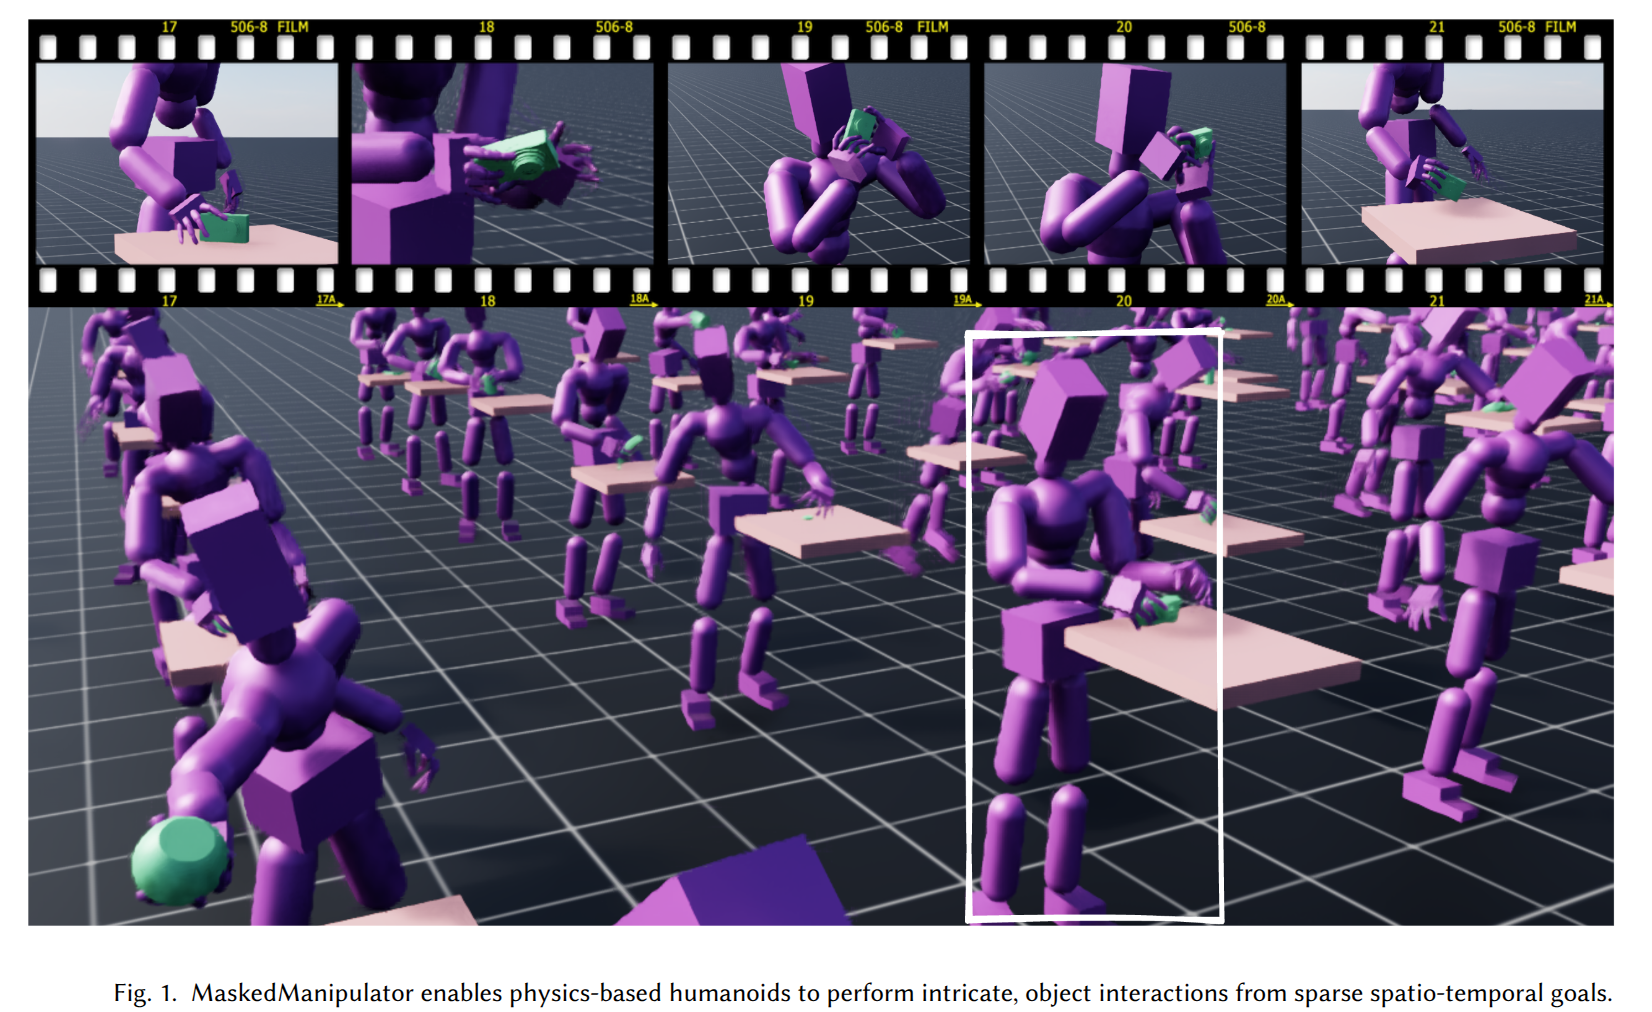 17 506-8 FILM 18 506-8 19 506-8 FILM 20 506-8 21 506-8 FILM
17 17A 18 18A 19 19A 20 20A 21 21A
Fig. 1. MaskedManipulator enables physics-based humanoids to perform intricate, object interactions from sparse spatio-temporal goals.